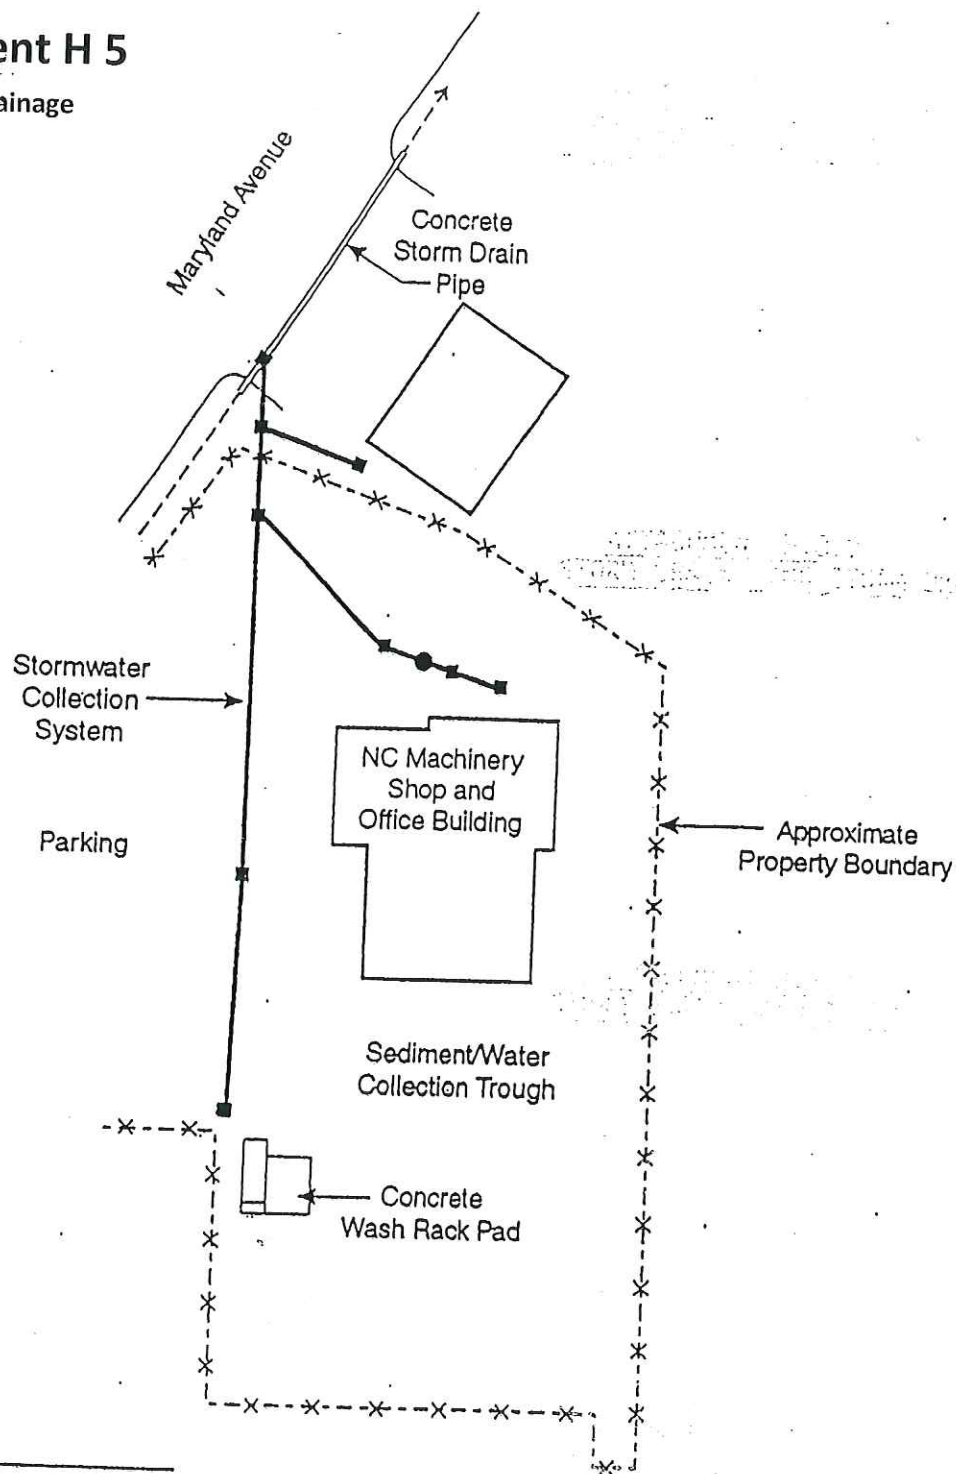 ent H 5
ainage
Maryland Avenue
Concrete
Storm Drain
Pipe
Stormwater
Collection
System
NC Machinery
Shop and
Office Building
Parking
Approximate
Property Boundary
Sediment/Water
Collection Trough
Concrete
Wash Rack Pad